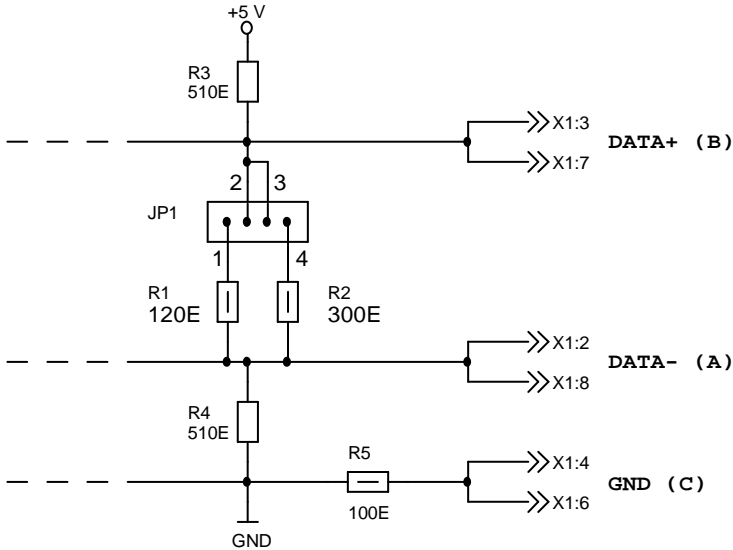 +5 V
R3
510E
X1:3
DATA+ (B)
X1:7
2 3
JP1
1 4
R1
120E
R2
300E
X1:2
DATA- (A)
X1:8
R4
510E
R5
100E
X1:4
GND (C)
X1:6
GND